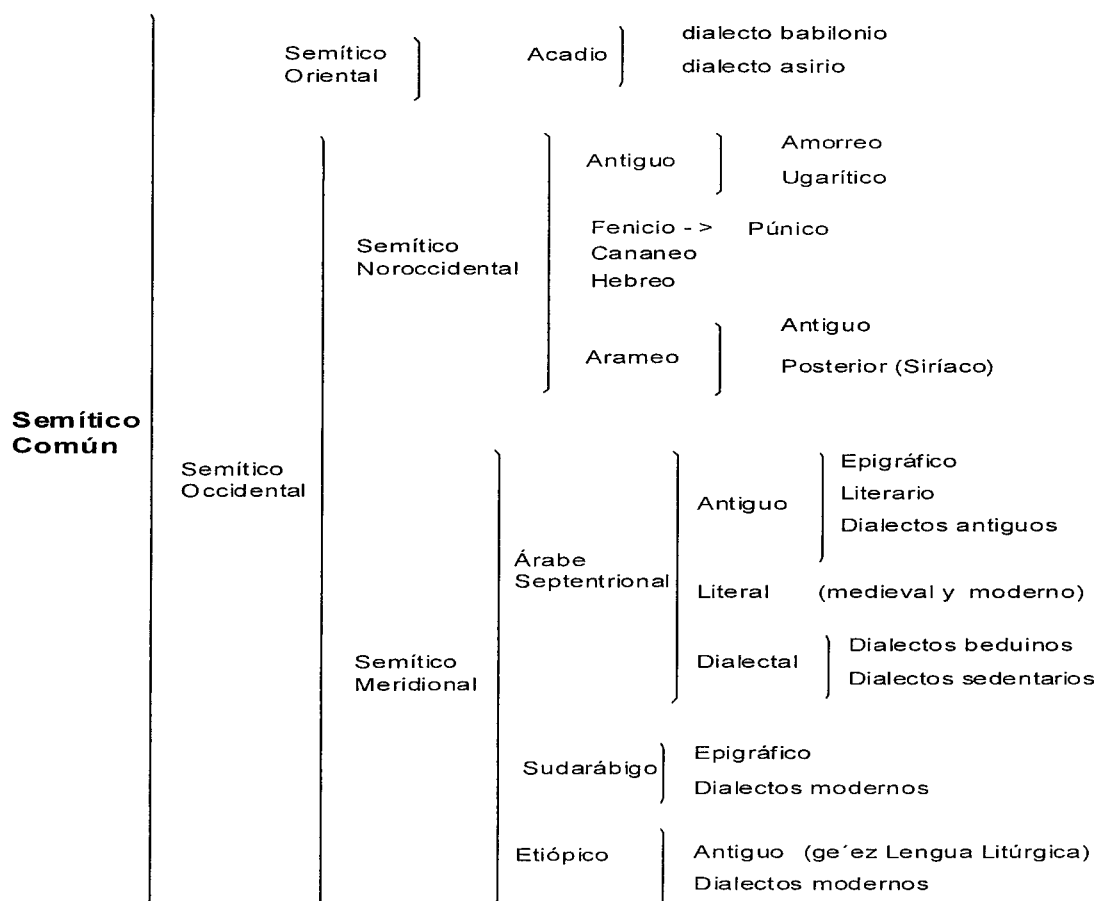 Semítico
Común
Semítico
Oriental
Acadio
dialecto babilonio
dialecto asirio
Semítico
Occidental
Semítico
Noroccidental
Antiguo
Amorreo
Ugarítico
Fenicio - > Púnico
Cananeo
Hebreo
Arameo
Antiguo
Posterior (Siríaco)
Semítico
Meridional
Árabe
Septentrional
Antiguo
Epigráfico
Literario
Dialectos antiguos
Literal (medieval y moderno)
Dialectal
Dialectos beduinos
Dialectos sedentarios
Sudarábigo
Epigráfico
Dialectos modernos
Etiópico
Antiguo (ge´ez Lengua Litúrgica)
Dialectos modernos